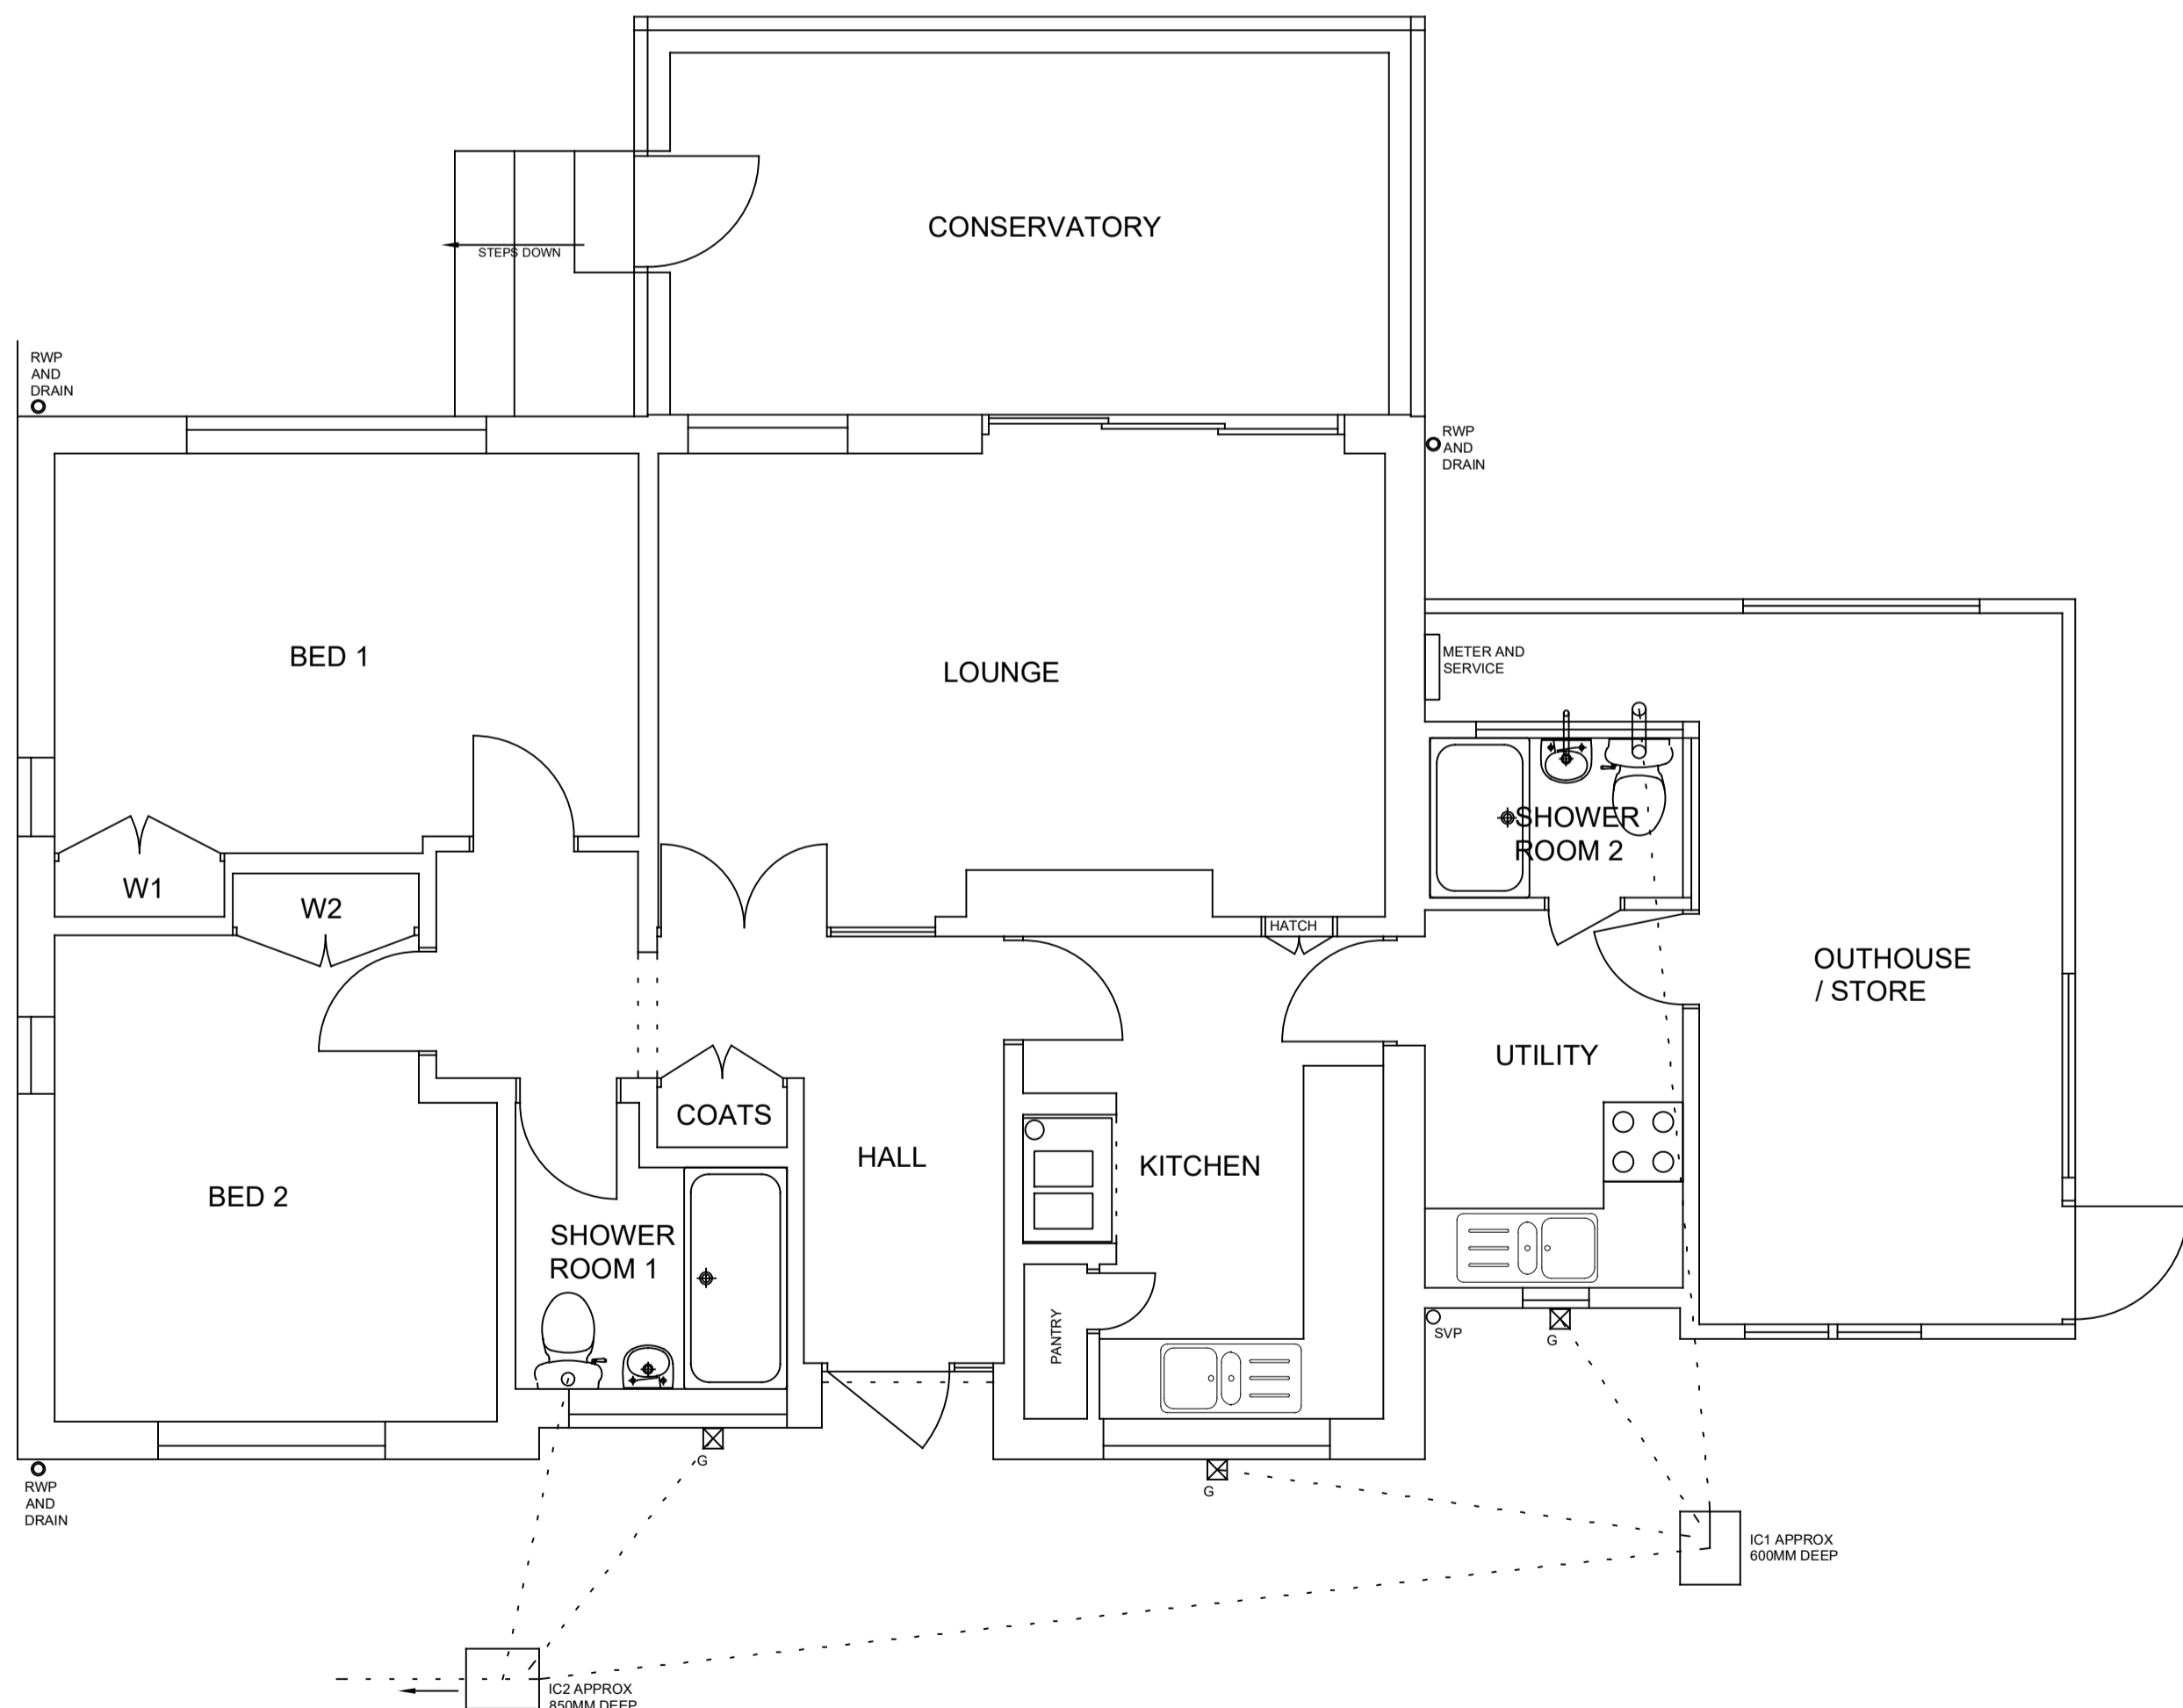 CONSERVATORY
STEPS DOWN
RWP
AND
DRAIN
RWP
AND
DRAIN
BED 1
LOUNGE
METER AND
SERVICE
SHOWER
ROOM 2
W1
W2
HATCH
OUTHOUSE
/ STORE
UTILITY
COATS
HALL
KITCHEN
BED 2
SHOWER
ROOM 1
PANTRY
SVP
G
G
G
RWP
AND
DRAIN
IC1 APPROX
600MM DEEP
IC2 APPROX
850MM DEEP